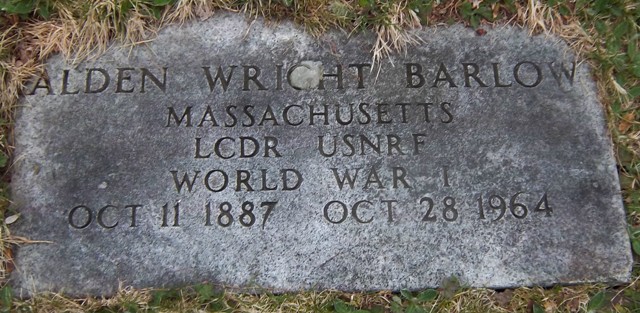 ALDEN WRIGHT BARLOW
MASSACHUSETTS
LCDR USNRF
WORLD WAR I
OCT 11 1887 OCT 28 1964